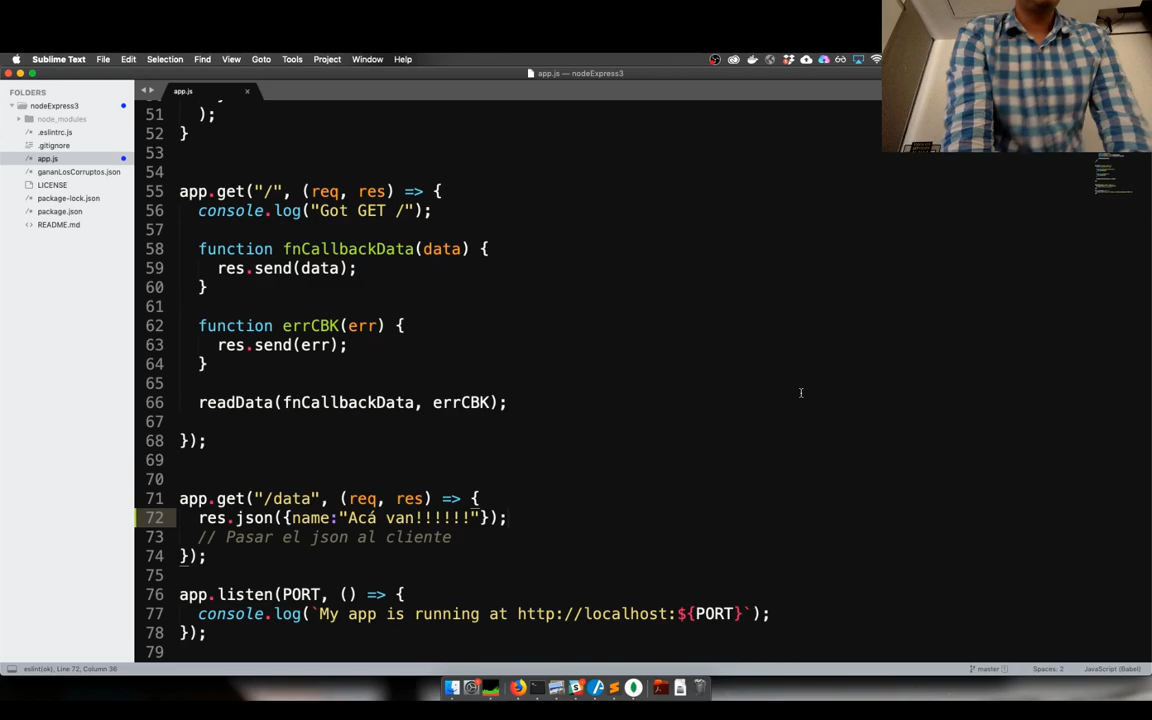 Sublime Text File Edit Selection Find View Goto Tools Project Window Help
app.js — nodeExpress3
app.js
FOLDERS
nodeExpress3
node_modules
.eslintrc.js
.gitignore
app.js
gananLosCorruptos.json
LICENSE
package-lock.json
package.json
README.md
51 );
52 }
53
54
55 app.get("/", (req, res) => {
56 console.log("Got GET /");
57
58 function fnCallbackData(data) {
59 res.send(data);
60 }
61
62 function errCBK(err) {
63 res.send(err);
64 }
65
66 readData(fnCallbackData, errCBK);
67
68 });
69
70
71 app.get("/data", (req, res) => {
72 res.json({name:"Acá van!!!!!!"});
73 // Pasar el json al cliente
74 });
75
76 app.listen(PORT, () => {
77 console.log(`My app is running at http://localhost:${PORT}`);
78 });
79
eslint(ok), Line 72, Column 36
master 1
Spaces: 2
JavaScript (Babel)